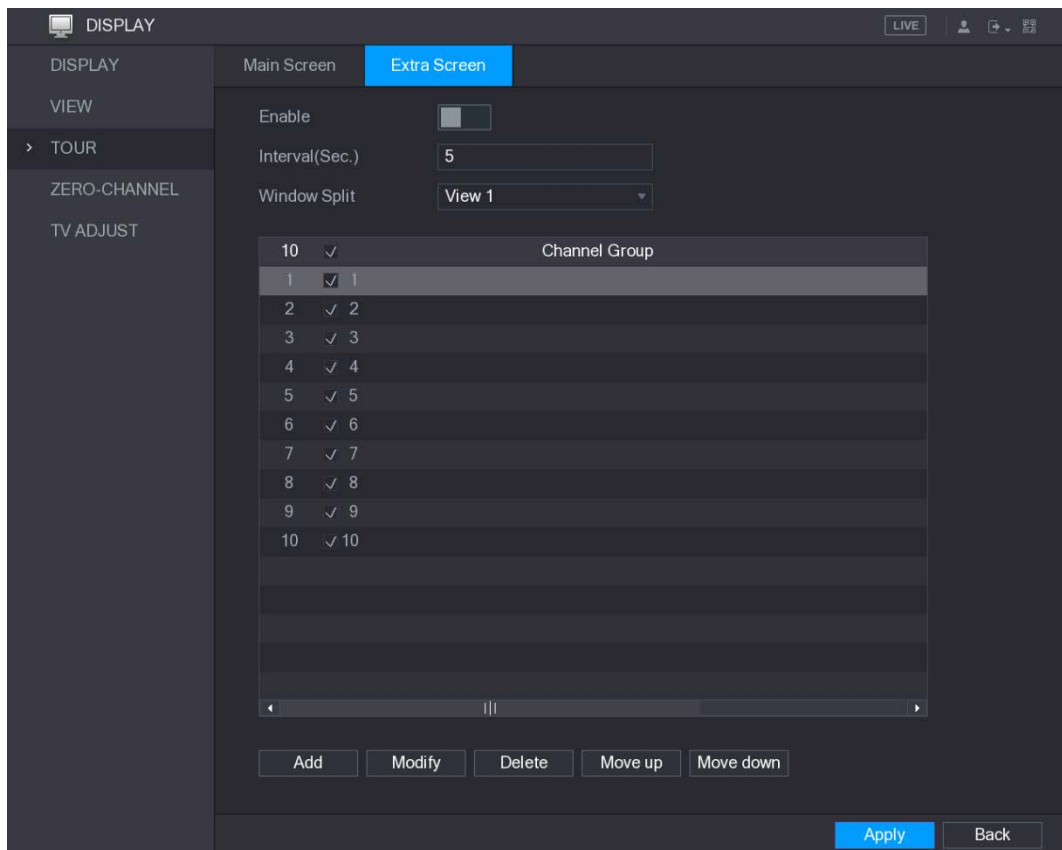 DISPLAY LIVE
DISPLAY Main Screen Extra Screen
VIEW Enable
> TOUR Interval(Sec.) 5
ZERO-CHANNEL Window Split View 1
TV ADJUST
10 Channel Group
1 1
2 2
3 3
4 4
5 5
6 6
7 7
8 8
9 9
10 10
Add Modify Delete Move up Move down
Apply Back